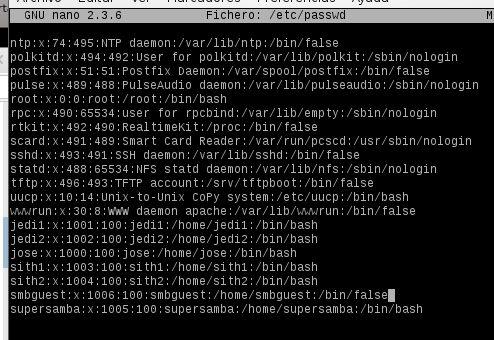 GNU nano 2.3.6 Fichero: /etc/passwd M
ntp:x:74:495:NTP daemon:/var/lib/ntp:/bin/false
polkitd:x:494:492:User for polkitd:/var/lib/polkit:/sbin/nologin
postfix:x:51:51:Postfix Daemon:/var/spool/postfix:/bin/false
pulse:x:489:488:PulseAudio daemon:/var/lib/pulseaudio:/sbin/nologin
root:x:0:0:root:/root:/bin/bash
rpc:x:490:65534:user for rpcbind:/var/lib/empty:/sbin/nologin
rtkit:x:492:490:RealtimeKit:/proc:/bin/false
scard:x:491:489:Smart Card Reader:/var/run/pcscd:/usr/sbin/nologin
sshd:x:493:491:SSH daemon:/var/lib/sshd:/bin/false
statd:x:488:65534:NFS statd daemon:/var/lib/nfs:/sbin/nologin
tftp:x:496:493:TFTP account:/srv/tftpboot:/bin/false
uucp:x:10:14:Unix-to-Unix CoPy system:/etc/uucp:/bin/bash
wwwrun:x:30:8:WWW daemon apache:/var/lib/wwwrun:/bin/false
jedi1:x:1001:100:jedi1:/home/jedi1:/bin/bash
jedi2:x:1002:100:jedi2:/home/jedi2:/bin/bash
jose:x:1000:100:jose:/home/jose:/bin/bash
sith1:x:1003:100:sith1:/home/sith1:/bin/bash
sith2:x:1004:100:sith2:/home/sith2:/bin/bash
smbguest:x:1006:100:smbguest:/home/smbguest:/bin/false
supersamba:x:1005:100:supersamba:/home/supersamba:/bin/bash